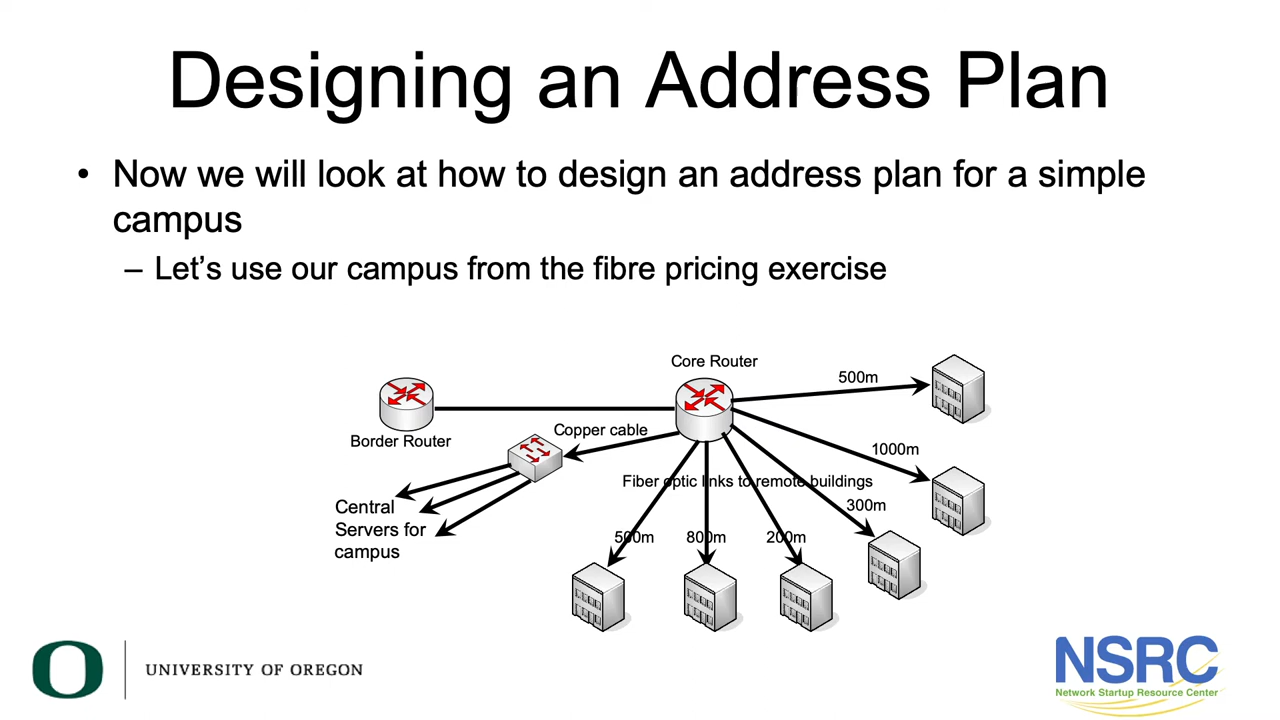 Designing an Address Plan
• Now we will look at how to design an address plan for a simple
campus
– Let's use our campus from the fibre pricing exercise
Core Router
500m
Border Router
Copper cable
1000m
Fiber optic links to remote buildings
300m
Central
Servers for
campus
500m 800m 200m
UNIVERSITY OF OREGON
NSRC
Network Startup Resource Center